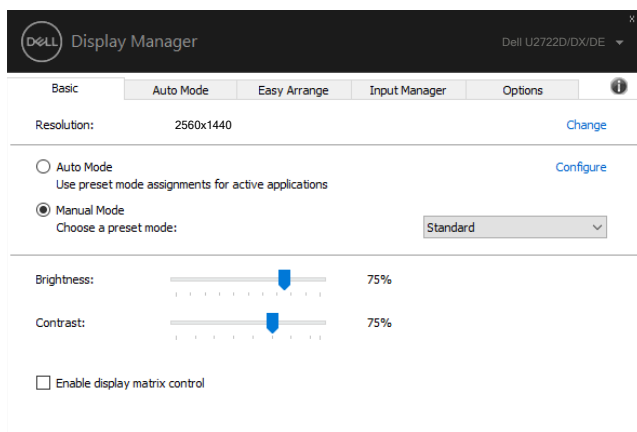 DELL Display Manager Dell U2722D/DX/DE
Basic Auto Mode Easy Arrange Input Manager Options i
Resolution: 2560x1440 Change
Auto Mode Configure
Use preset mode assignments for active applications
Manual Mode
Choose a preset mode: Standard
Brightness: 75%
Contrast: 75%
Enable display matrix control